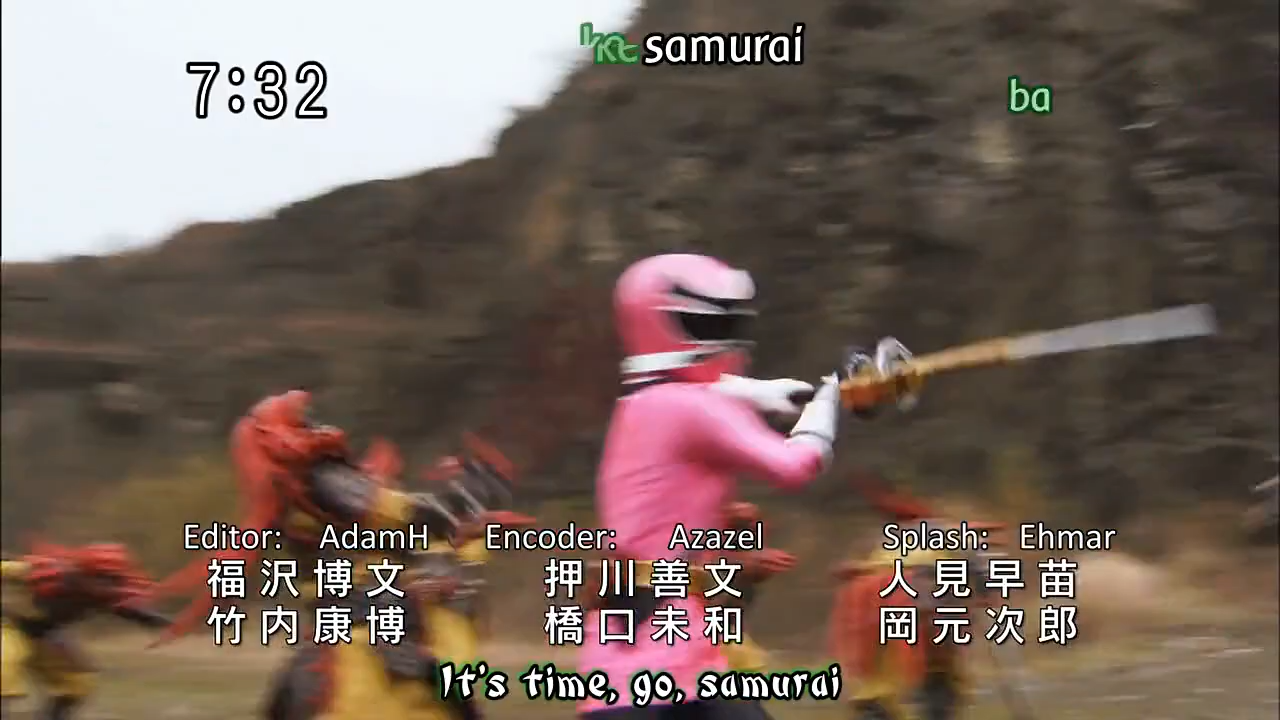 samurai
7:32
ba
Editor: AdamH Encoder: Azazel Splash: Ehmar
福沢博文 押川善文 人見早苗
竹内康博 橋口未和 岡元次郎
It's time, go, samurai